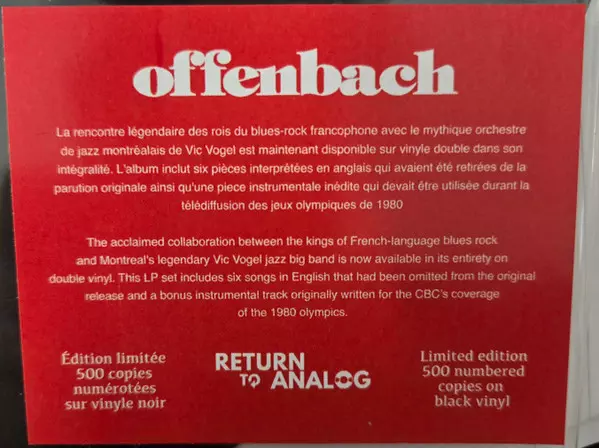 offenbach
La rencontre légendaire des rois du blues-rock francophone avec le mythique orchestre
de jazz montréalais de Vic Vogel est maintenant disponible sur vinyle double dans son
intégralité. L'album inclut six pièces interprétées en anglais qui avaient été retirées de la
parution originale ainsi qu'une piece instrumentale inédite qui devait être utilisée durant la
télédiffusion des jeux olympiques de 1980
The acclaimed collaboration between the kings of French-language blues rock
and Montreal's legendary Vic Vogel jazz big band is now available in its entirety on
double vinyl. This LP set includes six songs in English that had been omitted from the original
release and a bonus instrumental track originally written for the CBC's coverage
of the 1980 olympics.
Édition limitée
500 copies
numérotées
sur vinyle noir
RETURN
TO ANALOG
Limited edition
500 numbered
copies on
black vinyl